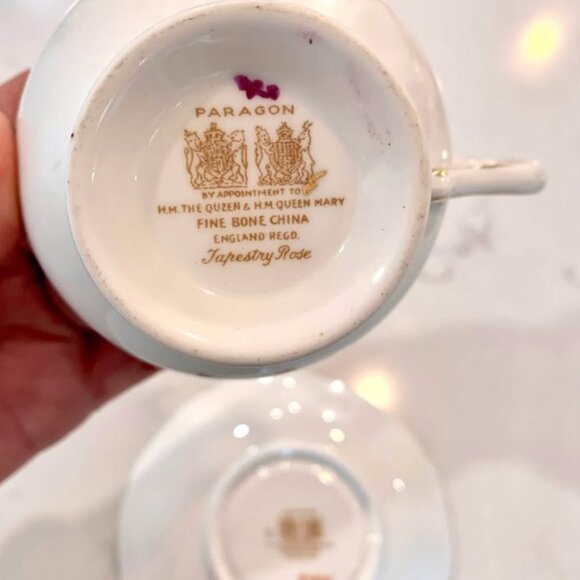 PARAGON
BY APPOINTMENT TO
H.M. THE QUEEN & H.M. QUEEN MARY
FINE BONE CHINA
ENGLAND REGD.
Tapestry Rose